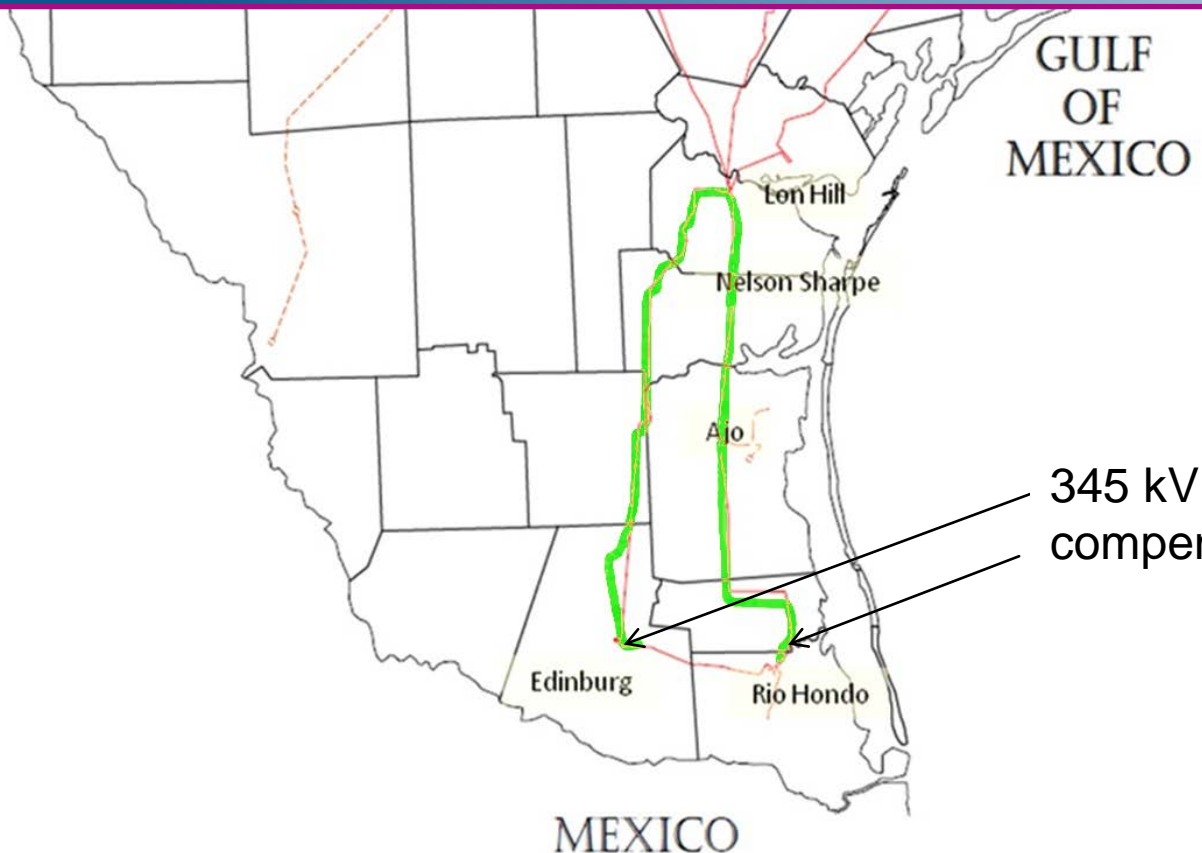 GULF
OF
MEXICO
Lon Hill
Nelson Sharpe
Ajo
345 kV
Edinburg
Rio Hondo
MEXICO